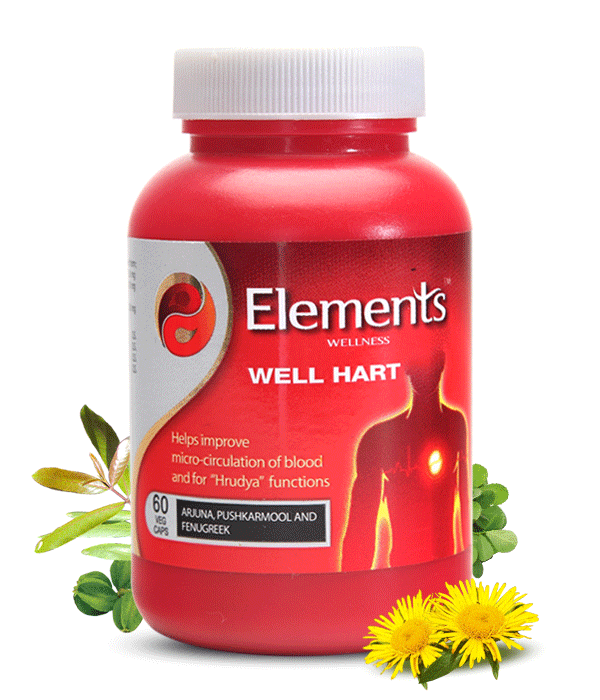 Elements™
WELLNESS
WELL HART
Helps improve
micro-circulation of blood
and for "Hrudya" functions
60
VEG
CAPS
ARJUNA, PUSHKARMOOL AND
FENUGREEK